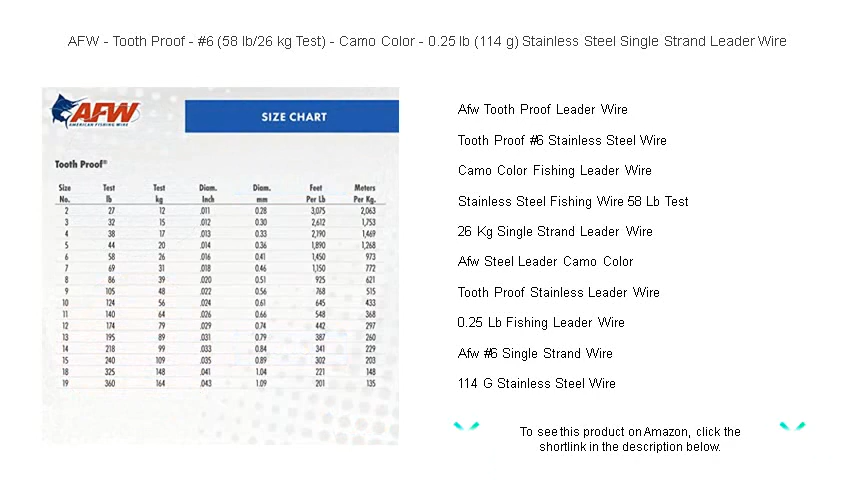 AFW - Tooth Proof - #6 (58 lb/26 kg Test) - Camo Color - 0.25 lb (114 g) Stainless Steel Single Strand Leader Wire
AFW
AMERICAN FISHING WIRE
SIZE CHART
Tooth Proof®
Size Test Test Diam. Diam. Feet Meters
No. lb kg Inch mm Per Lb Per Kg.
2 27 12 .011 0.28 3,075 2,063
3 32 15 .012 0.30 2,612 1,753
4 38 17 .013 0.33 2,190 1,469
5 44 20 .014 0.36 1,890 1,268
6 58 26 .016 0.41 1,450 973
7 69 31 .018 0.46 1,150 772
8 86 39 .020 0.51 925 621
9 105 48 .022 0.56 768 515
10 124 56 .024 0.61 645 433
11 140 64 .026 0.66 548 368
12 174 79 .029 0.74 442 297
13 195 89 .031 0.79 387 260
14 218 99 .033 0.84 341 229
15 240 109 .035 0.89 302 203
18 325 148 .041 1.04 221 148
19 360 164 .043 1.09 201 135
Afw Tooth Proof Leader Wire
Tooth Proof #6 Stainless Steel Wire
Camo Color Fishing Leader Wire
Stainless Steel Fishing Wire 58 Lb Test
26 Kg Single Strand Leader Wire
Afw Steel Leader Camo Color
Tooth Proof Stainless Leader Wire
0.25 Lb Fishing Leader Wire
Afw #6 Single Strand Wire
114 G Stainless Steel Wire
To see this product on Amazon, click the
shortlink in the description below.